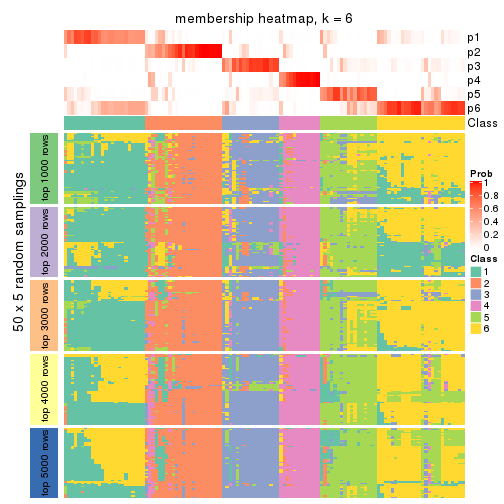 membership heatmap, k = 6
p1
p2
p3
p4
p5
p6
Class
50 x 5 random samplings
top 1000 rows
top 2000 rows
top 3000 rows
top 4000 rows
top 5000 rows
Prob
1
0.8
0.6
0.4
0.2
0
Class
1
2
3
4
5
6